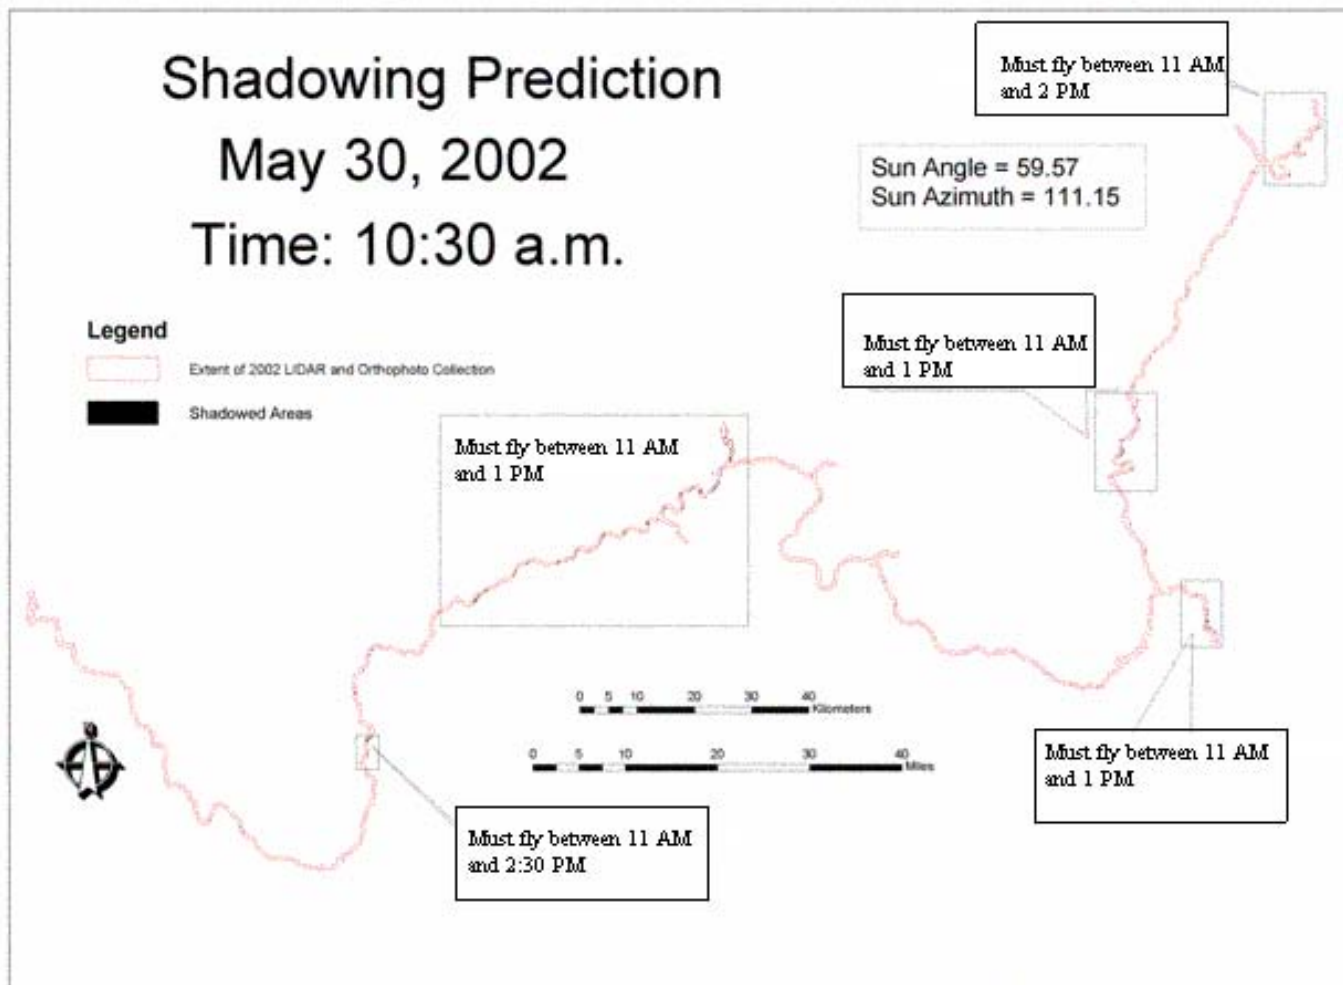 Shadowing Prediction
May 30, 2002
Time: 10:30 a.m.
Must fly between 11 AM
and 2 PM
Sun Angle = 59.57
Sun Azimuth = 111.15
Legend
Extent of 2002 LIDAR and Orthophoto Collection
Shadowed Areas
Must fly between 11 AM
and 1 PM
Must fly between 11 AM
and 1 PM
0 5 10 20 30 40
Kilometers
0 5 10 20 30 40
Miles
Must fly between 11 AM
and 1 PM
Must fly between 11 AM
and 2:30 PM